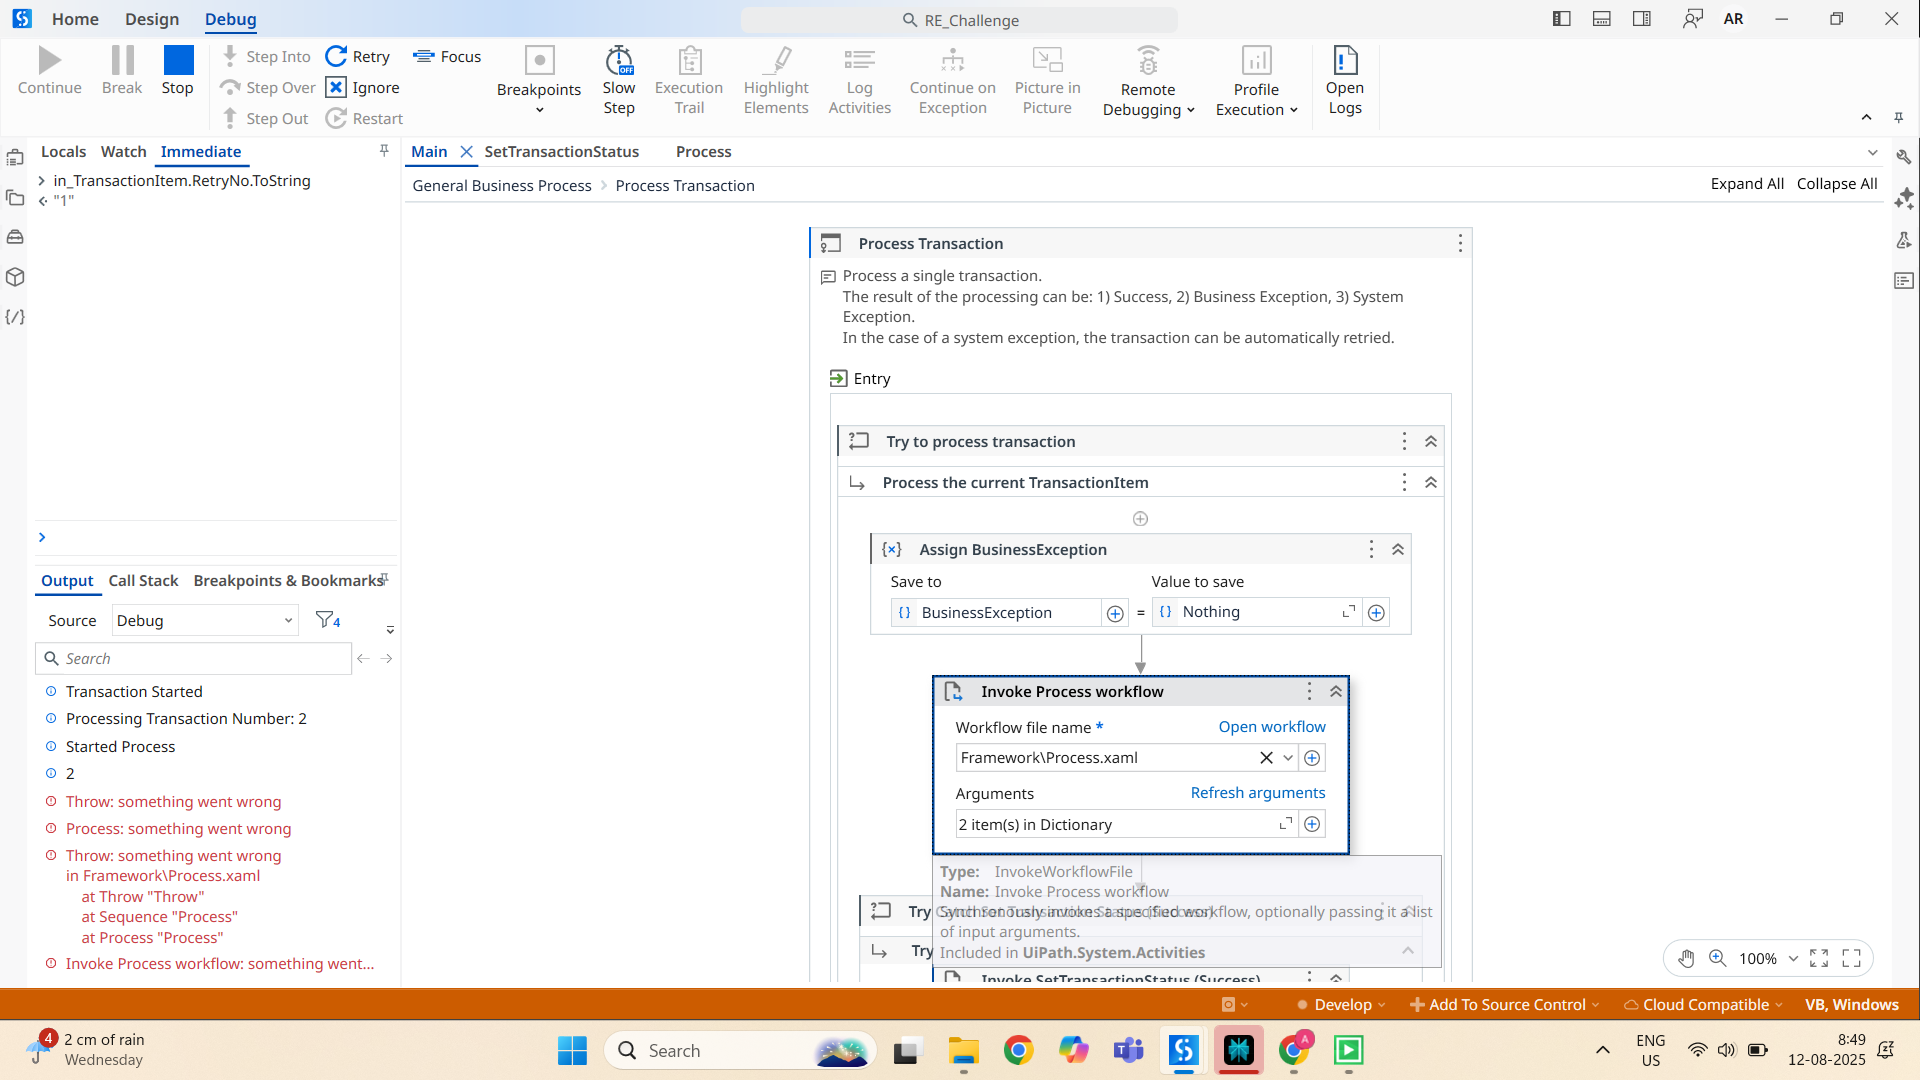 Home
Design
Debug
RE_Challenge
AR
Continue
Break
Stop
Step Into
Step Over
Step Out
Retry
Ignore
Restart
Focus
Breakpoints
Slow
Step
OFF
Execution
Trail
Highlight
Elements
Log
Activities
Continue on
Exception
Picture in
Picture
Remote
Debugging
Profile
Execution
Open
Logs
Locals
Watch
Immediate
in_TransactionItem.RetryNo.ToString
"1"
Main
SetTransactionStatus
Process
General Business Process
Process Transaction
Expand All
Collapse All
Process Transaction
Process a single transaction.
The result of the processing can be: 1) Success, 2) Business Exception, 3) System
Exception.
In the case of a system exception, the transaction can be automatically retried.
Entry
Try to process transaction
Process the current TransactionItem
Assign BusinessException
Save to
Value to save
BusinessException
=
Nothing
Invoke Process workflow
Workflow file name *
Open workflow
Framework\Process.xaml
Arguments
Refresh arguments
2 item(s) in Dictionary
Type: InvokeWorkflowFile
Name: Invoke Process workflow
Try
Synchronously invokes a specified workflow, optionally passing it a list
of input arguments.
Try
Included in UiPath.System.Activities
Invoke SetTransactionStatus (Success)
100%
Output
Call Stack
Breakpoints & Bookmarks
Source
Debug
4
Search
Transaction Started
Processing Transaction Number: 2
Started Process
2
Throw: something went wrong
Process: something went wrong
Throw: something went wrong
in Framework\Process.xaml
at Throw "Throw"
at Sequence "Process"
at Process "Process"
Invoke Process workflow: something went...
Develop
Add To Source Control
Cloud Compatible
VB, Windows
4
2 cm of rain
Wednesday
Search
A
ENG
US
8:49
12-08-2025